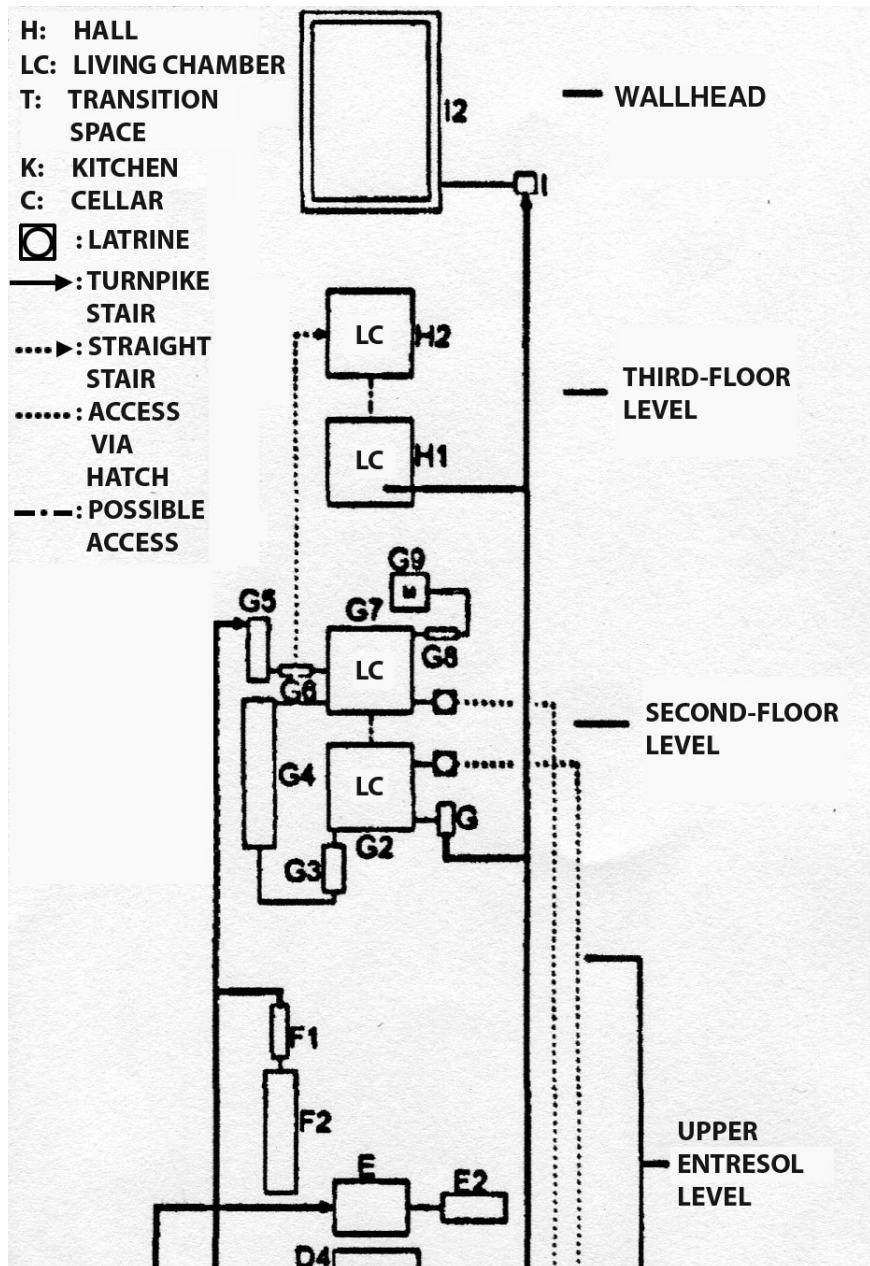 H: HALL
LC: LIVING CHAMBER
T: TRANSITION
SPACE
K: KITCHEN
C: CELLAR
: LATRINE
: TURNPIKE
STAIR
: STRAIGHT
STAIR
: ACCESS
VIA
HATCH
: POSSIBLE
ACCESS
I2
WALLHEAD
I
LC
H2
THIRD-FLOOR
LEVEL
LC
H1
G9
G5
G7
G8
LC
G6
SECOND-FLOOR
LEVEL
G4
LC
G
G2
G3
F1
F2
UPPER
ENTRESOL
LEVEL
E
E2
D4